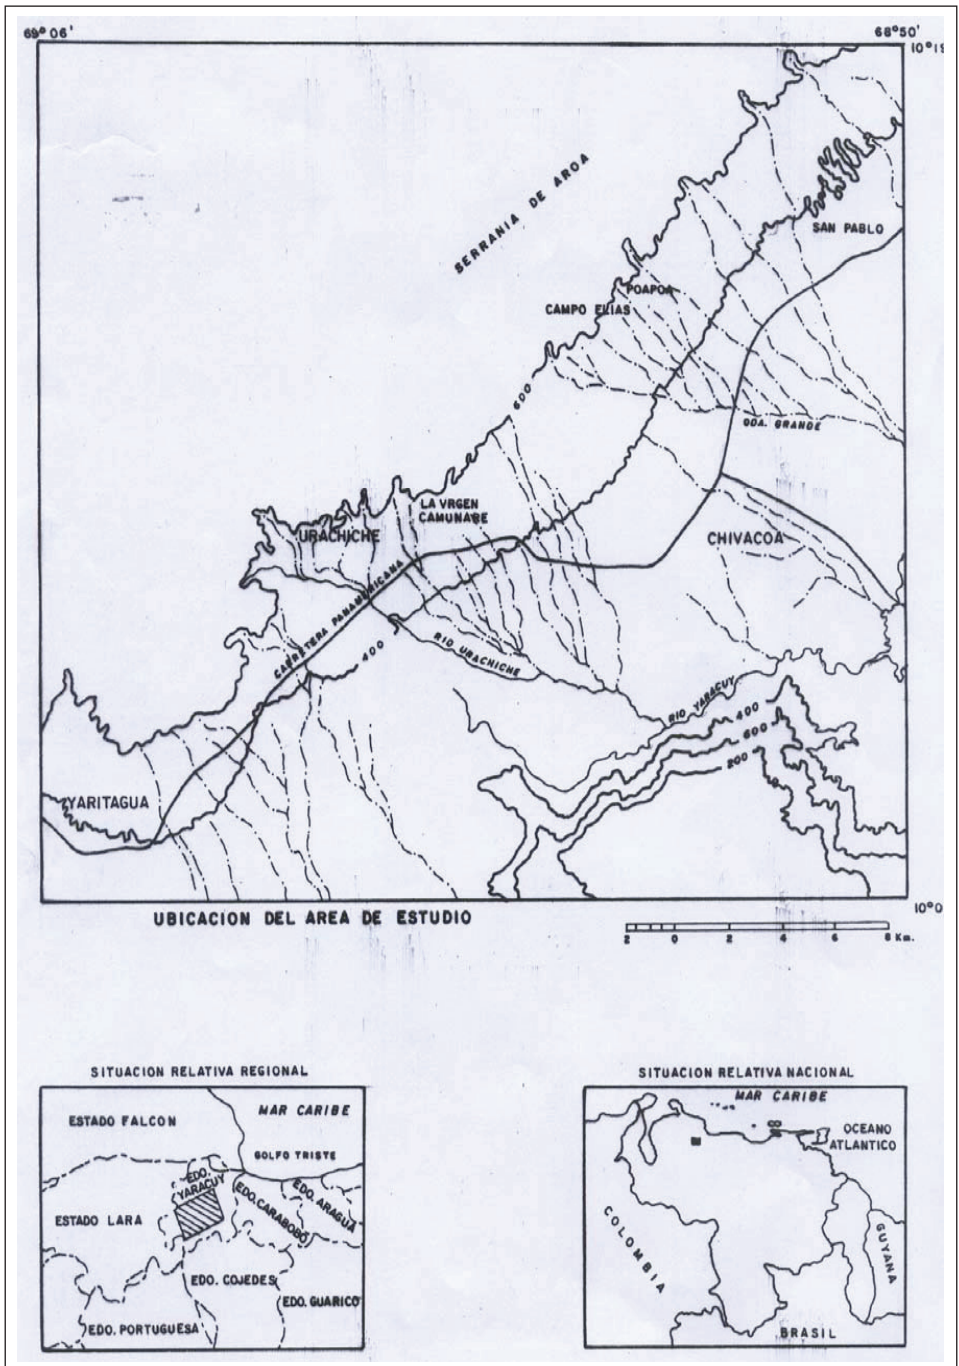 69° 06'
68° 50'
10° 19
SERRANIA DE AROA
SAN PABLO
POAPOA
CAMPO ELIAS
600
QDA. GRANDE
LA VRGEN
CAMUNABE
URACHICHE
CHIVACOA
CARRETERA PANAMERICANA
400
RIO URACHICHE
RIO YARACUY
400
600
200
YARITAGUA
10°0
UBICACION DEL AREA DE ESTUDIO
2 0 2 4 6 Km.
SITUACION RELATIVA REGIONAL
ESTADO FALCON
MAR CARIBE
GOLFO TRISTE
EDO.
YARACUY
EDO. ARAGUA
EDO. CARABOBO
ESTADO LARA
EDO. COJEDES
EDO. GUARICO
EDO. PORTUGUESA
SITUACION RELATIVA NACIONAL
MAR CARIBE
OCEANO
ATLANTICO
COLOMBIA
GUYANA
BRASIL